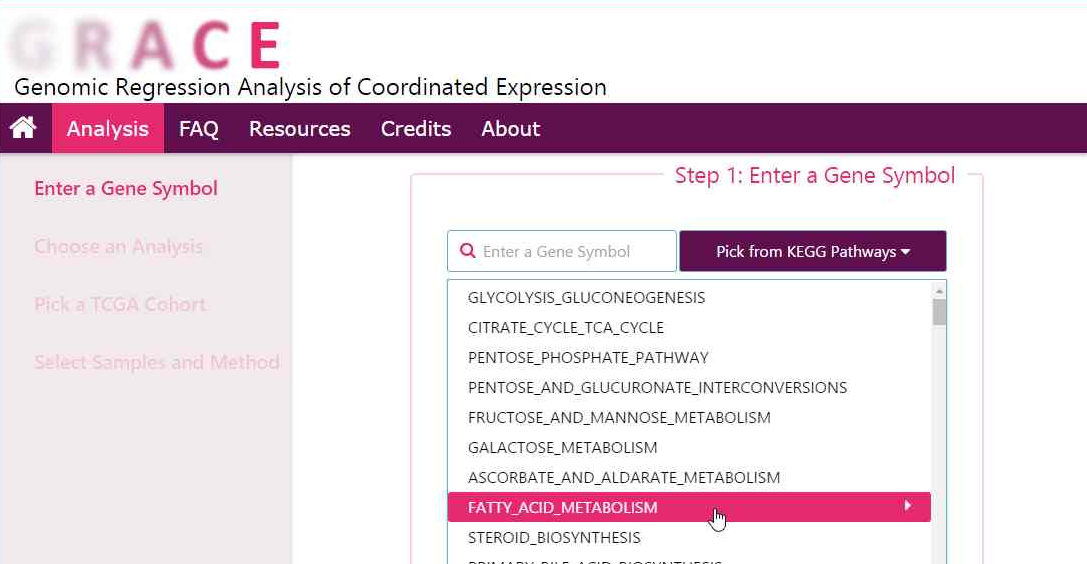 GRACE
Genomic Regression Analysis of Coordinated Expression
Analysis FAQ Resources Credits About
Enter a Gene Symbol
Choose an Analysis
Pick a TCGA Cohort
Select Samples and Method
Step 1: Enter a Gene Symbol
Enter a Gene Symbol
Pick from KEGG Pathways
GLYCOLYSIS_GLUCONEOGENESIS
CITRATE_CYCLE_TCA_CYCLE
PENTOSE_PHOSPHATE_PATHWAY
PENTOSE_AND_GLUCURONATE_INTERCONVERSIONS
FRUCTOSE_AND_MANNOSE_METABOLISM
GALACTOSE_METABOLISM
ASCORBATE_AND_ALDARATE_METABOLISM
FATTY_ACID_METABOLISM
STEROID_BIOSYNTHESIS
PRIMARY_BILE_ACID_BIOSYNTHESIS